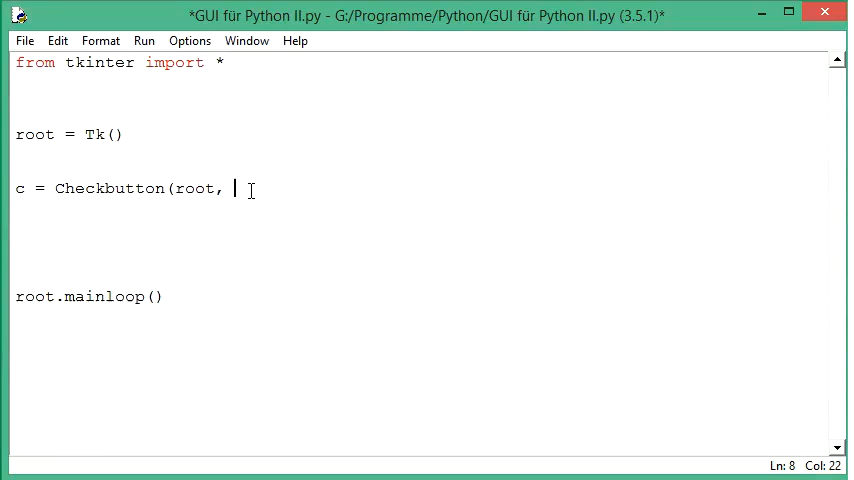 *GUI für Python II.py - G:/Programme/Python/GUI für Python II.py (3.5.1)*
File Edit Format Run Options Window Help
from tkinter import *
root = Tk()
c = Checkbutton(root,
root.mainloop()
Ln: 8 Col: 22